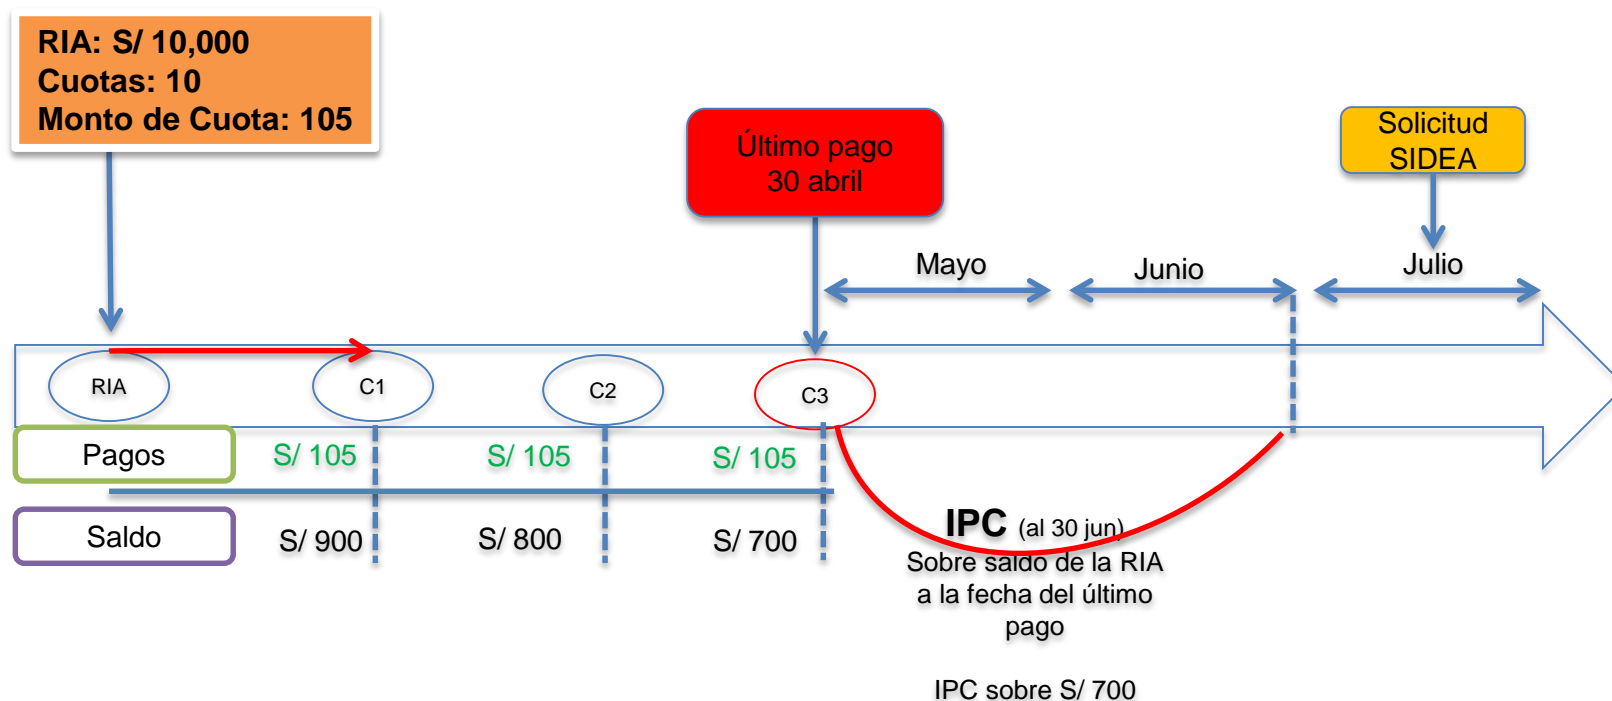 RIA: S/ 10,000
Cuotas: 10
Monto de Cuota: 105
Último pago
30 abril
Solicitud
SIDEA
Mayo
Junio
Julio
RIA
C1
C2
C3
Pagos
S/ 105
S/ 105
S/ 105
Saldo
S/ 900
S/ 800
S/ 700
IPC (al 30 jun)
Sobre saldo de la RIA
a la fecha del último
pago
IPC sobre S/ 700